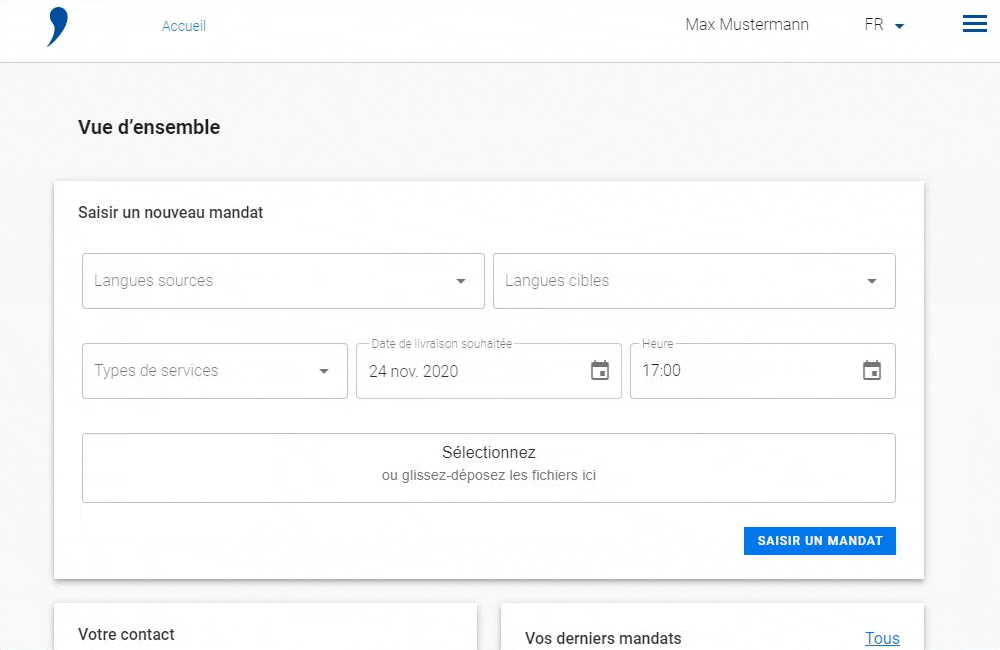 Accueil
Max Mustermann
FR
Vue d’ensemble
Saisir un nouveau mandat
Langues sources
Langues cibles
Types de services
Date de livraison souhaitée
24 nov. 2020
Heure
17:00
Sélectionnez
ou glissez-déposez les fichiers ici
SAISIR UN MANDAT
Votre contact
Vos derniers mandats
Tous